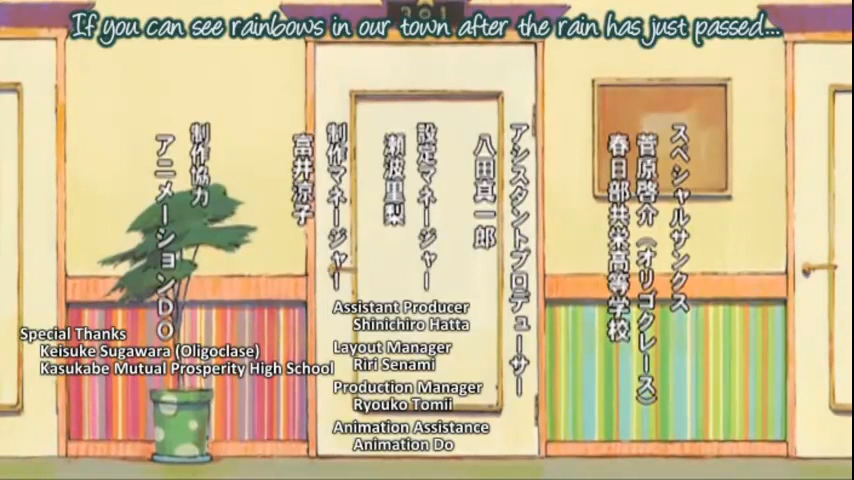 If you can see rainbows in our town after the rain has just passed...
スペシャルサンクス
菅原啓介（オリゴクレース）
春日部共栄高等学校
アシスタントプロデューサー
八田真一郎
設定マネージャー
瀬波里梨
制作マネージャー
富井涼子
制作協力
アニメーションDO
Special Thanks
Keisuke Sugawara (Oligoclase)
Kasukabe Mutual Prosperity High School
Assistant Producer
Shinichiro Hatta
Layout Manager
Riri Senami
Production Manager
Ryouko Tomii
Animation Assistance
Animation Do